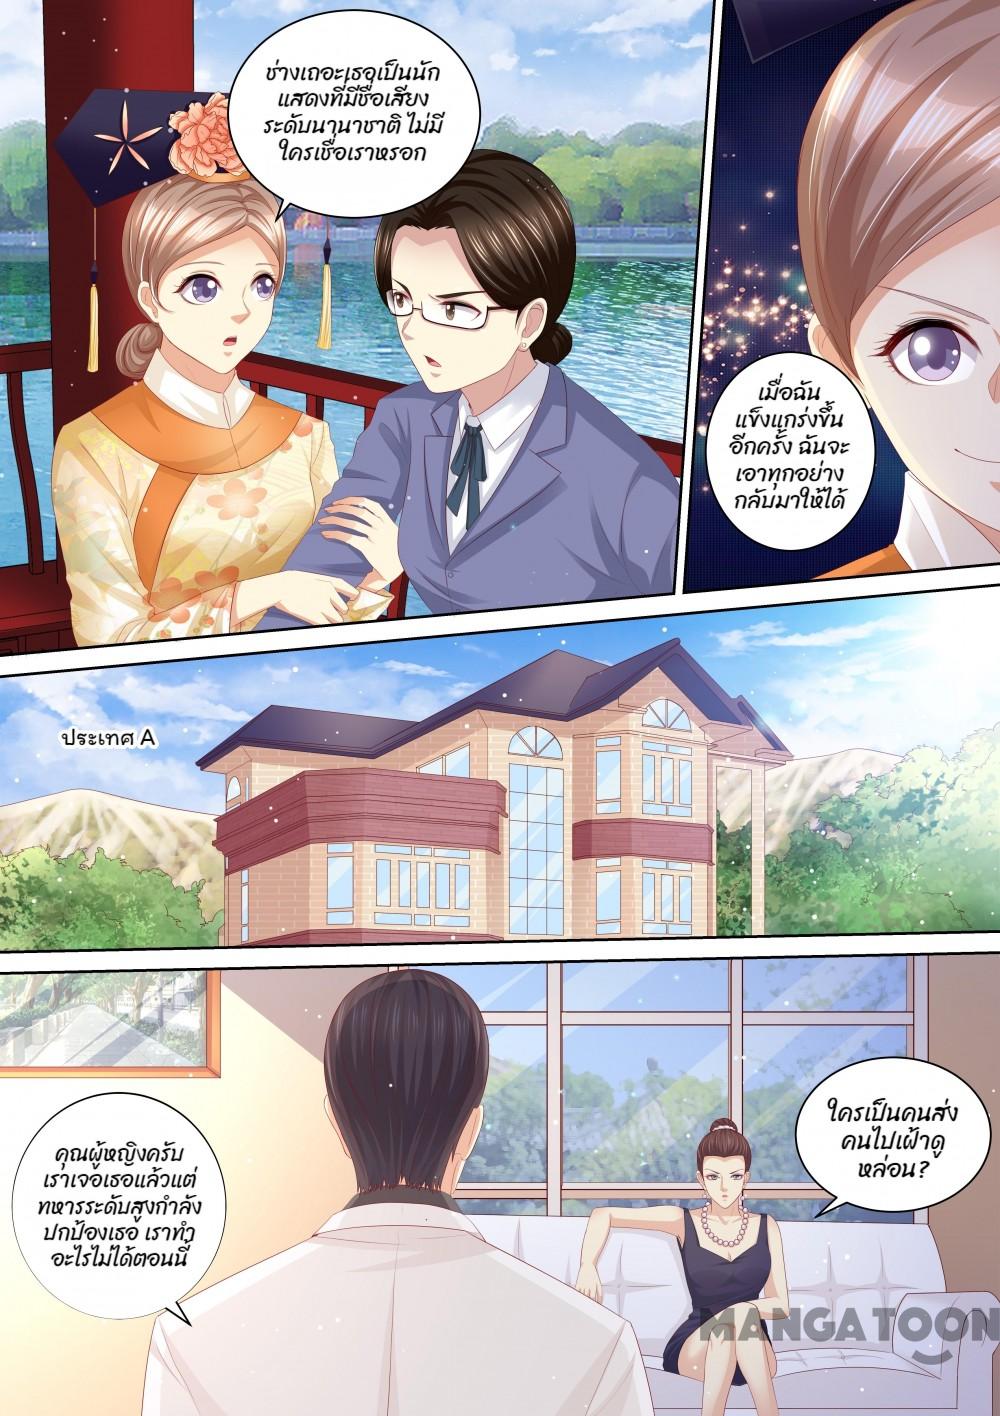 ช่างเถอะเธอเป็นนัก
แสดงที่มีชื่อเสียง
ระดับนานาชาติ ไม่มี
ใครเชื่อเราหรอก
เมื่อฉัน
แข็งแกร่งขึ้น
อีกครั้ง ฉันจะ
เอาทุกอย่าง
กลับมาให้ได้
ประเทศ A
คุณผู้หญิงครับ
เราเจอเธอแล้วแต่
ทหารระดับสูงกำลัง
ปกป้องเธอ เราทำ
อะไรไม่ได้ตอนนี้
ใครเป็นคนส่ง
คนไปเฝ้าดู
หล่อน?
MANGATOON